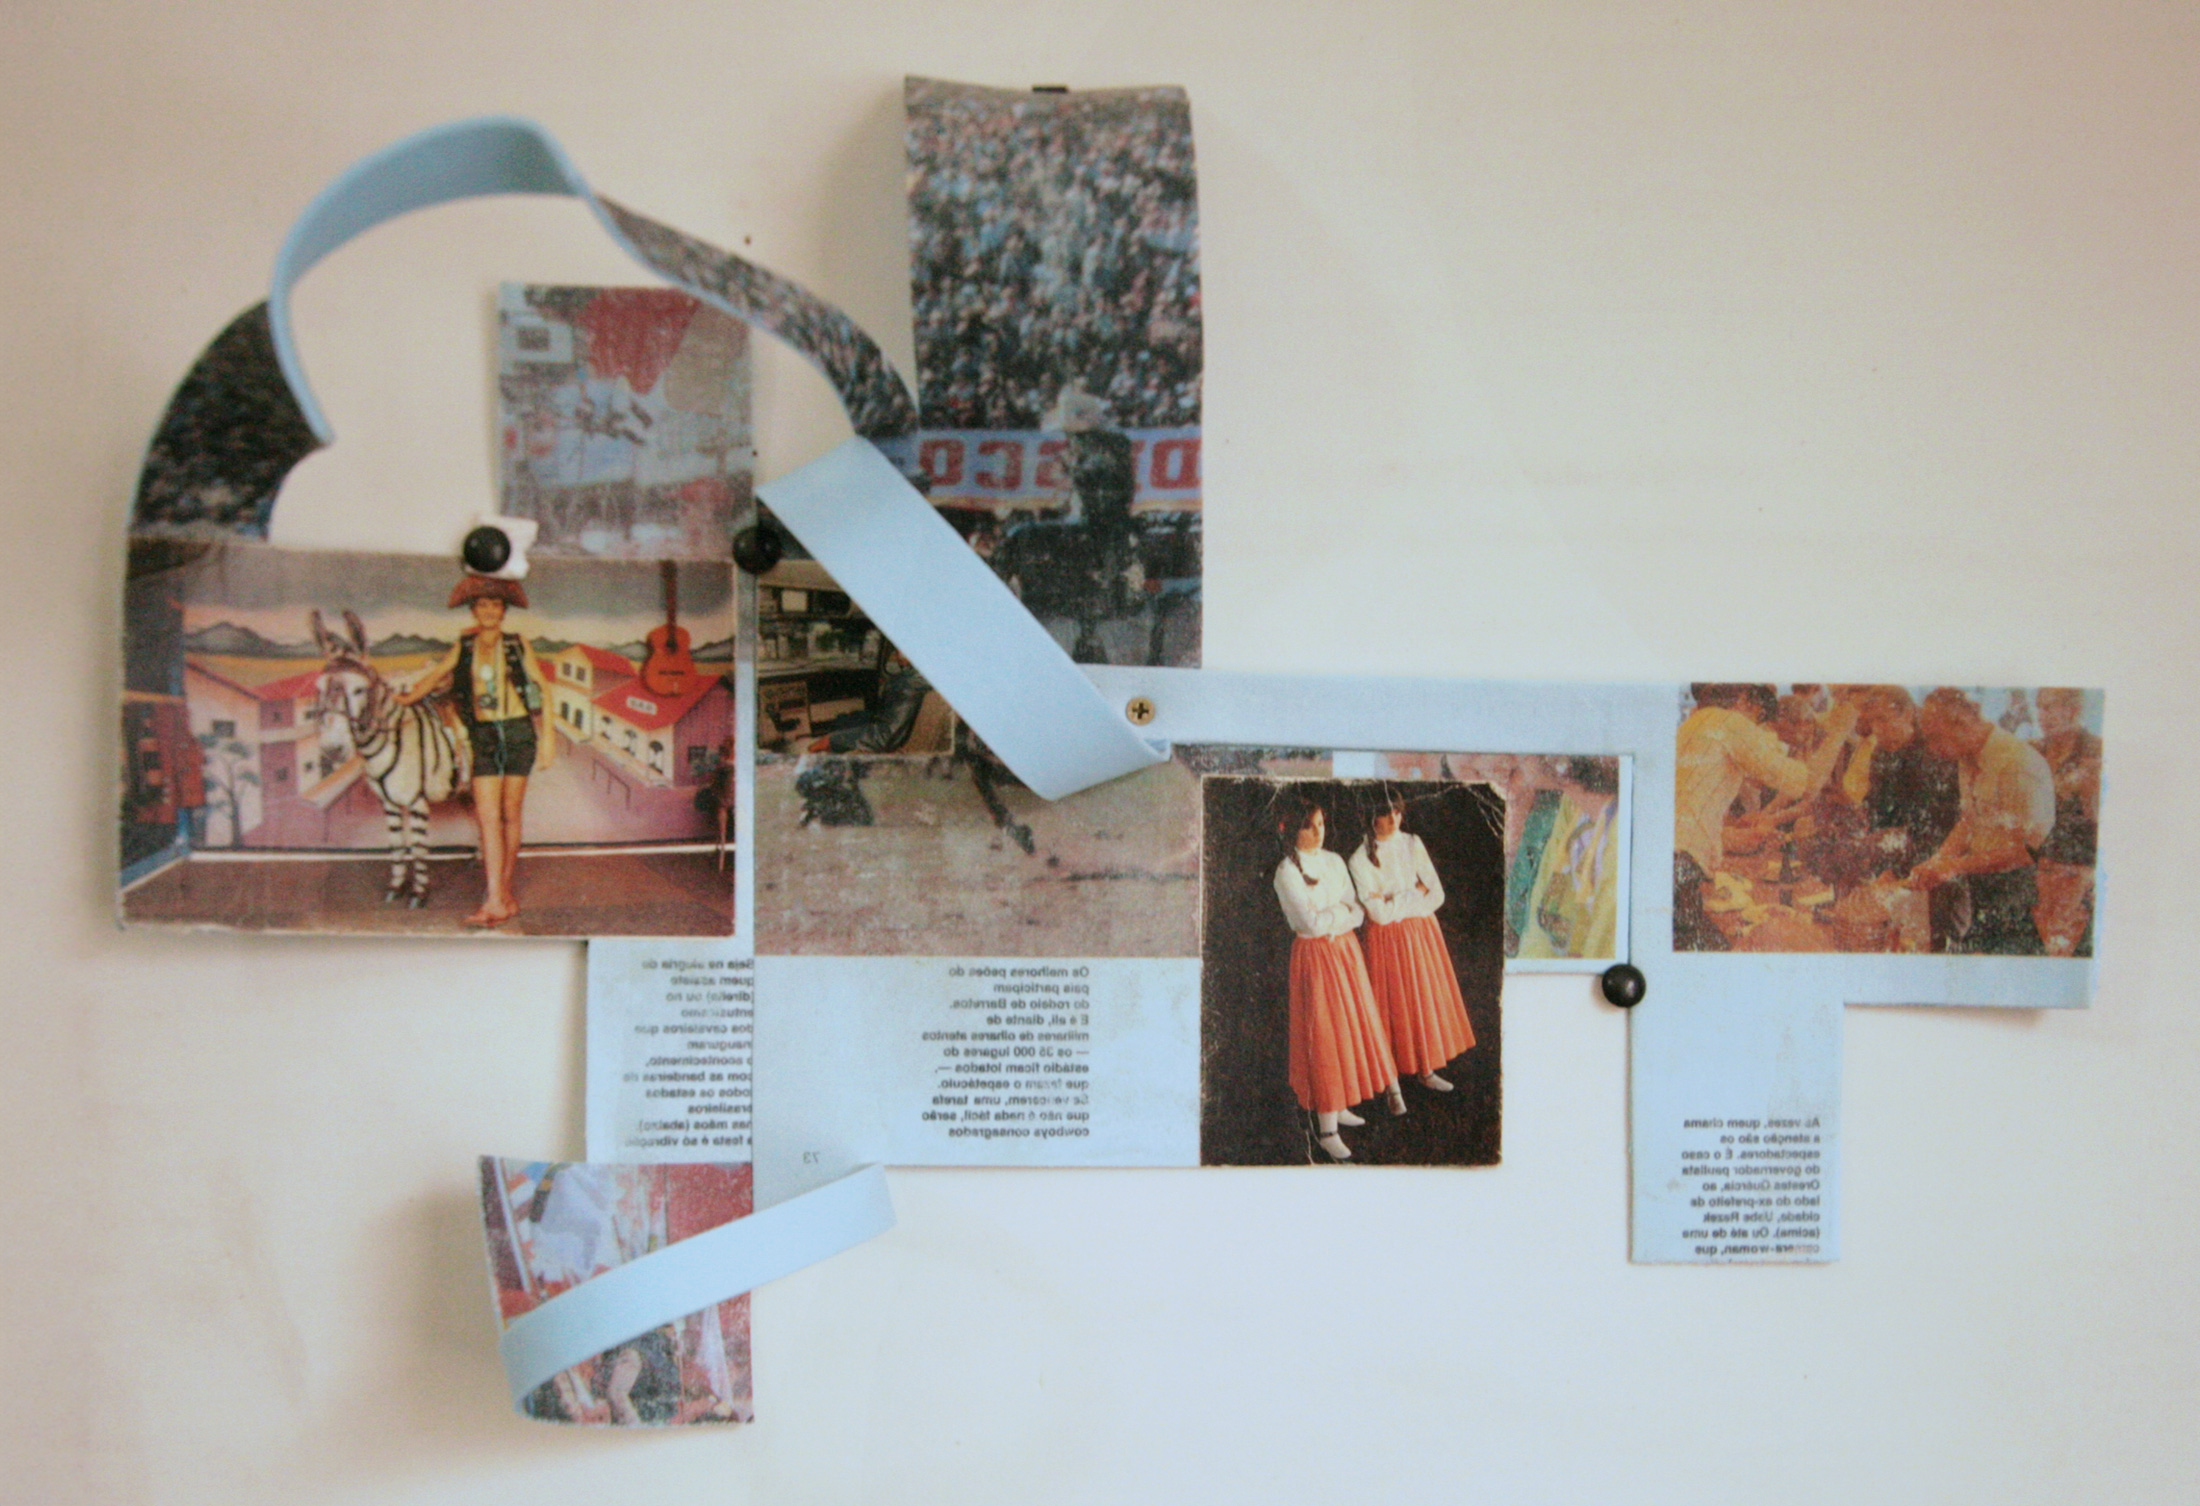 Seja na alegria de
quem assiste
(direita) ou no
entusiasmo
dos cavaleiros que
inauguram
o acontecimento,
com as bandeiras de
todos os estados
brasileiros
nas mãos (abaixo),
a festa é só vibração
Os melhores peões do
país participam
do rodeio de Barretos.
E é ali, diante de
milhares de olhares atentos
— os 35 000 lugares do
estádio ficam lotados —,
que fazem o espetáculo.
Se vencerem, uma tarefa
que não é nada fácil, serão
cowboys consagrados
73
Às vezes, quem chama
a atenção são os
espectadores. É o caso
do governador paulista
Orestes Quércia, ao
lado do ex-prefeito de
cidade, Uebe Rezek
(acima). Ou até de uma
camera-woman, que